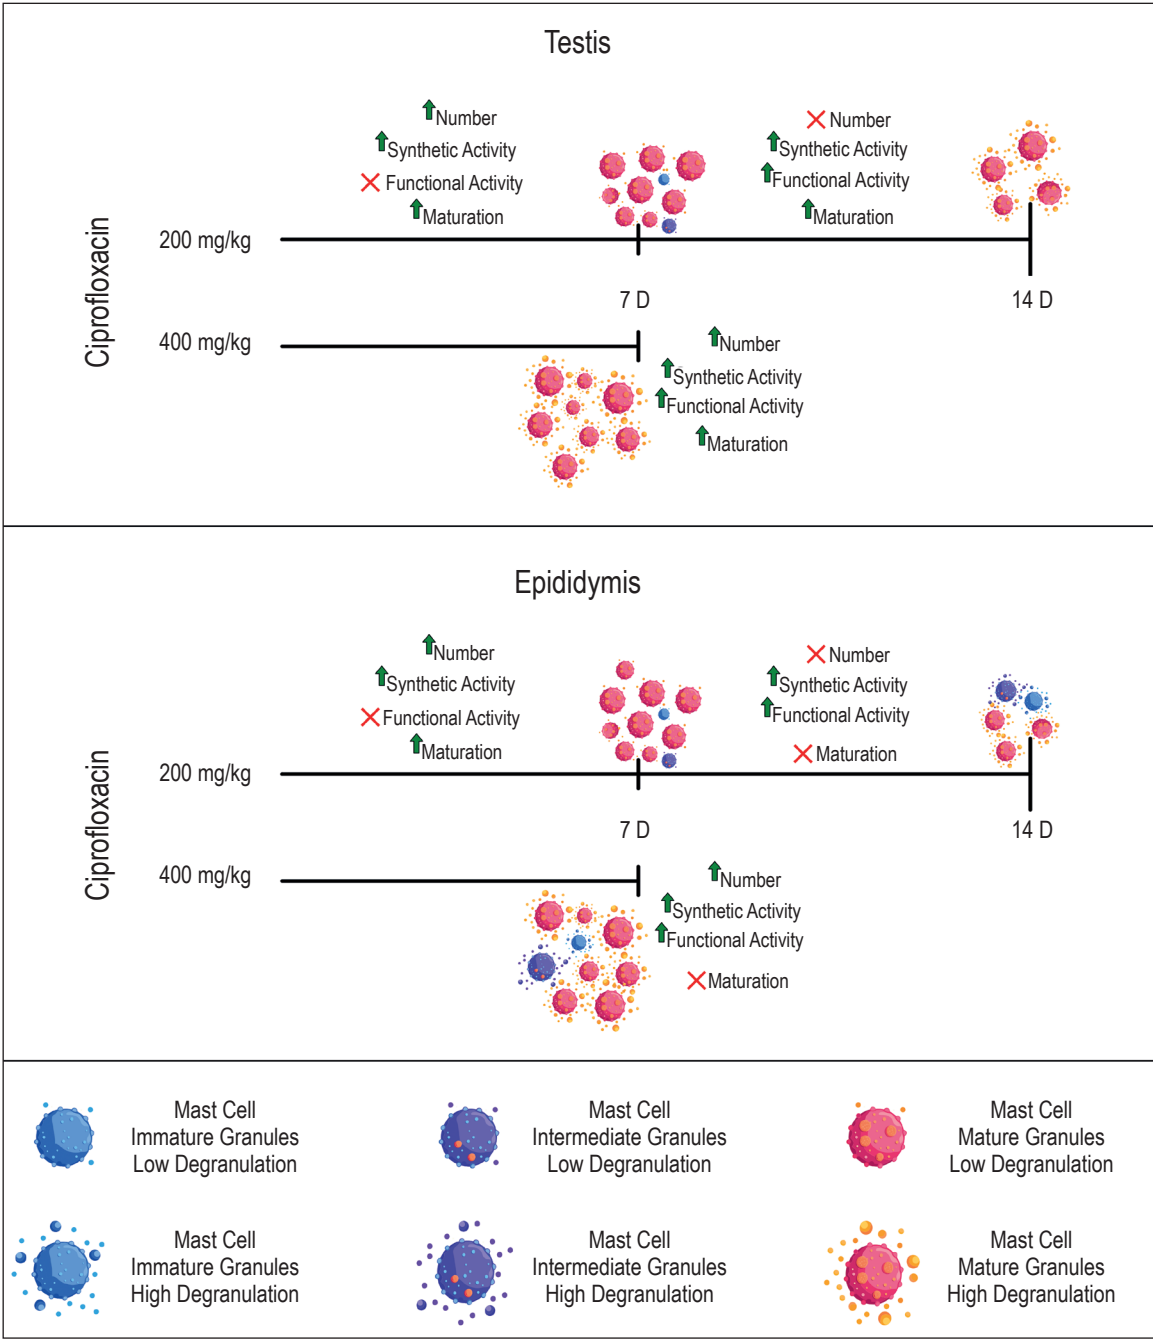 Testis
Number
Synthetic Activity
Functional Activity
Maturation
Number
Synthetic Activity
Functional Activity
Maturation
Ciprofloxacin
200 mg/kg
7 D
14 D
400 mg/kg
Number
Synthetic Activity
Functional Activity
Maturation
Epididymis
Number
Synthetic Activity
Functional Activity
Maturation
Number
Synthetic Activity
Functional Activity
Maturation
Ciprofloxacin
200 mg/kg
7 D
14 D
400 mg/kg
Number
Synthetic Activity
Functional Activity
Maturation
Mast Cell
Immature Granules
Low Degranulation
Mast Cell
Intermediate Granules
Low Degranulation
Mast Cell
Mature Granules
Low Degranulation
Mast Cell
Immature Granules
High Degranulation
Mast Cell
Intermediate Granules
High Degranulation
Mast Cell
Mature Granules
High Degranulation